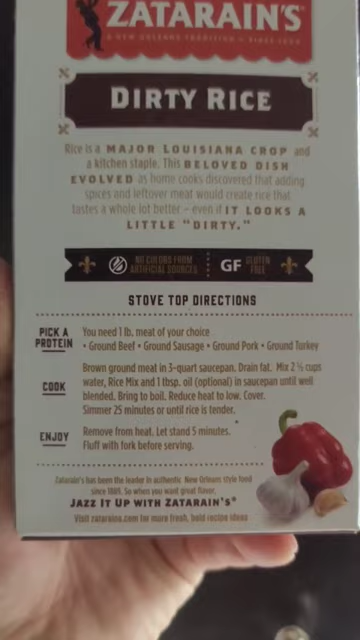 ZATARAIN'S®
A NEW ORLEANS TRADITION • SINCE 1889
DIRTY RICE
Rice is a MAJOR LOUISIANA CROP and
a kitchen staple. This BELOVED DISH
EVOLVED as home cooks discovered that adding
spices and leftover meat would create rice that
tastes a whole lot better – even if IT LOOKS A
LITTLE "DIRTY."
NO COLORS FROM
ARTIFICIAL SOURCES
GF GLUTEN
FREE
STOVE TOP DIRECTIONS
PICK A
PROTEIN
You need 1 lb. meat of your choice
• Ground Beef • Ground Sausage • Ground Pork • Ground Turkey
COOK
Brown ground meat in 3-quart saucepan. Drain fat. Mix 2 ½ cups
water, Rice Mix and 1 tbsp. oil (optional) in saucepan until well
blended. Bring to boil. Reduce heat to low. Cover.
Simmer 25 minutes or until rice is tender.
ENJOY
Remove from heat. Let stand 5 minutes.
Fluff with fork before serving.
Zatarain's has been the leader in authentic New Orleans style food
since 1889. So when you want great flavor,
JAZZ IT UP WITH ZATARAIN'S®
Visit zatarains.com for more fresh, bold recipe ideas